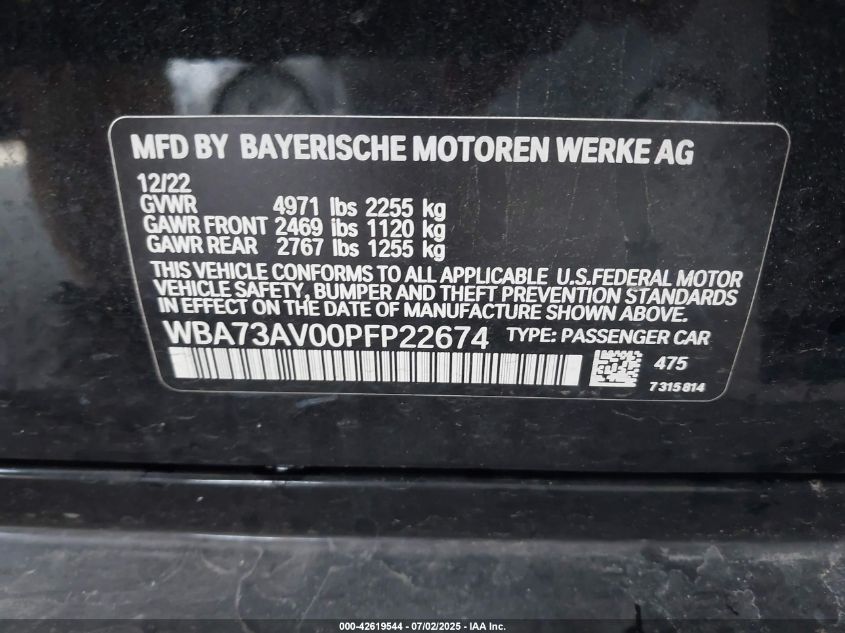 MFD BY BAYERISCHE MOTOREN WERKE AG
12/22
GVWR 4971 lbs 2255 kg
GAWR FRONT 2469 lbs 1120 kg
GAWR REAR 2767 lbs 1255 kg
THIS VEHICLE CONFORMS TO ALL APPLICABLE U.S.FEDERAL MOTOR
VEHICLE SAFETY, BUMPER AND THEFT PREVENTION STANDARDS
IN EFFECT ON THE DATE OF MANUFACTURE SHOWN ABOVE.
WBA73AV00PFP22674 TYPE: PASSENGER CAR
475
7315814
000-42619544 - 07/02/2025 - IAA Inc.